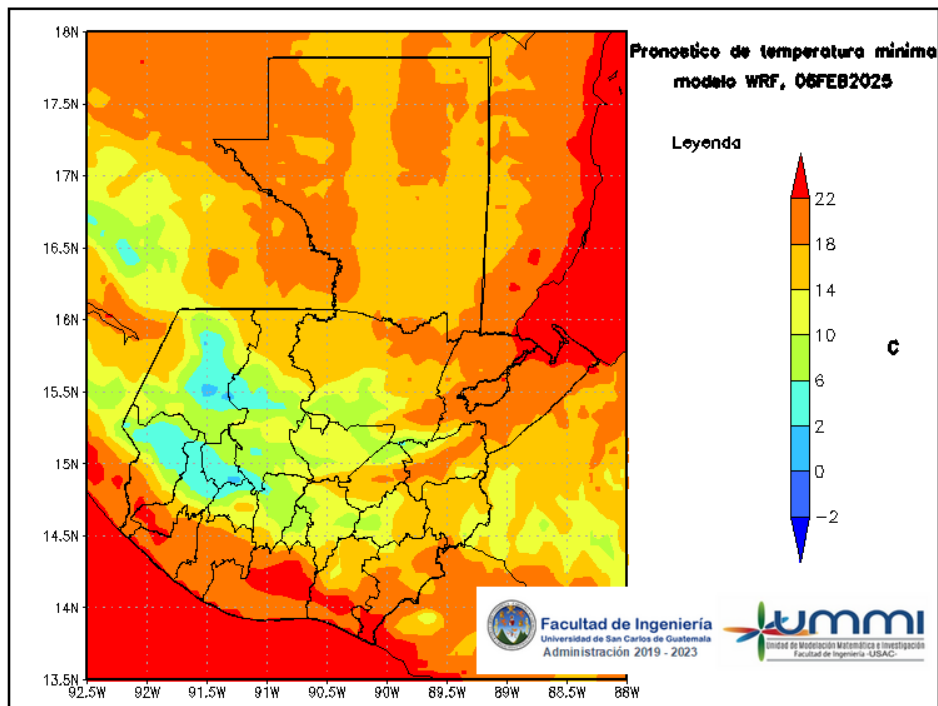 Pronostico de temperatura minima
modelo WRF, 06FEB2025
Leyenda
22
18
14
10
6
2
0
−2
C
18N
17.5N
17N
16.5N
16N
15.5N
15N
14.5N
14N
13.5N
92.5W 92W 91.5W 91W 90.5W 90W 89.5W 89W 88.5W 88W
Facultad de Ingeniería
Universidad de San Carlos de Guatemala
Administración 2019 - 2023
UMMI
Unidad de Modelación Matemática e Investigación
Facultad de Ingeniería -USAC-